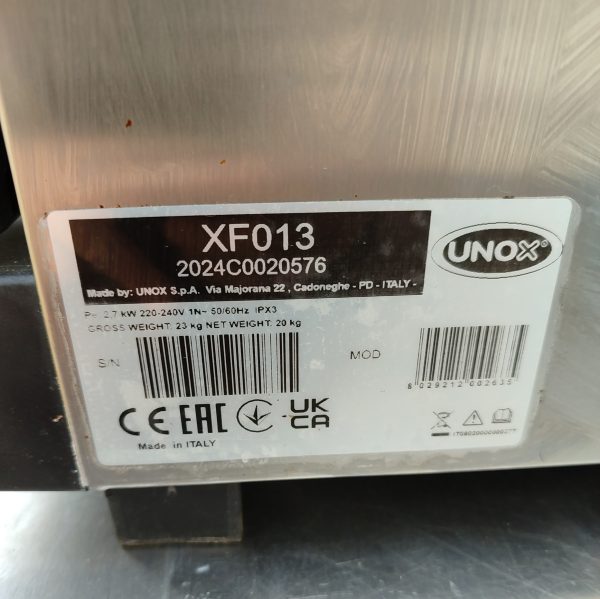 XF013
2024C0020576
Made by: UNOX S.p.A. Via Majorana 22 , Cadoneghe - PD - ITALY -
UNOX®
Pe 2,7 kW 220-240V 1N~ 50/60Hz IPX3
GROSS WEIGHT: 23 kg NET WEIGHT: 20 kg
S/N
MOD
8 029212 002635
CE EAC UK CA
Made in ITALY